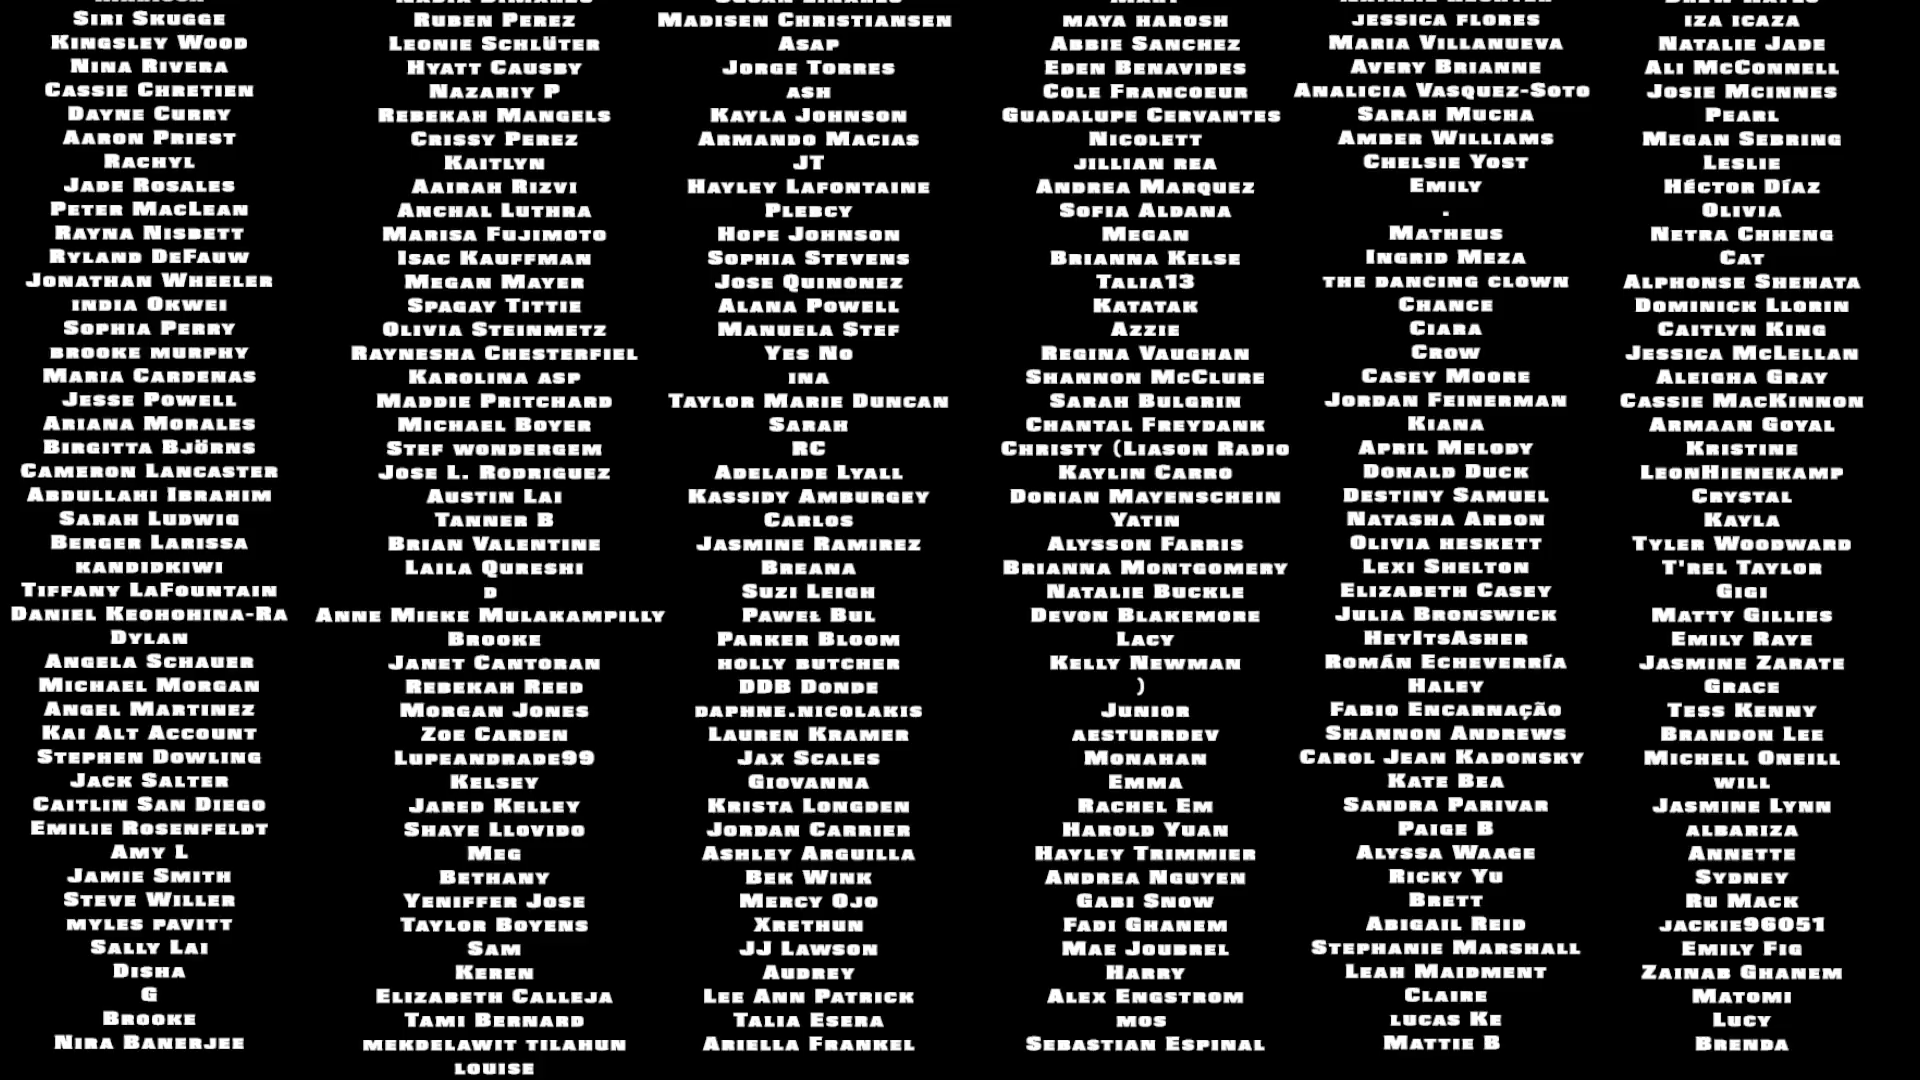 Siri Skugge
Kingsley Wood
Nina Rivera
Cassie Chretien
Dayne Curry
Aaron Priest
Rachyl
Jade Rosales
Peter MacLean
Rayna Nisbett
Ryland DeFauw
Jonathan Wheeler
india Okwei
Sophia Perry
brooke murphy
Maria Cardenas
Jesse Powell
Ariana Morales
Birgitta Björns
Cameron Lancaster
Abdullahi Ibrahim
Sarah Ludwig
Berger Larissa
kandidkiwi
Tiffany LaFountain
Daniel Keohohina-Ra
Dylan
Angela Schauer
Michael Morgan
Angel Martinez
Kai Alt Account
Stephen Dowling
Jack Salter
Caitlin San Diego
Emilie Rosenfeldt
Amy L
Jamie Smith
Steve Willer
myles pavitt
Sally Lai
Disha
G
Brooke
Nira Banerjee
Ruben Perez
Leonie Schlüter
Hyatt Causby
Nazariy P
Rebekah Mangels
Crissy Perez
Kaitlyn
Aairah Rizvi
Anchal Luthra
Marisa Fujimoto
Isac Kauffman
Megan Mayer
Spagay Tittie
Olivia Steinmetz
Raynesha Chesterfiel
Karolina asp
Maddie Pritchard
Michael Boyer
Stef wondergem
Jose L. Rodriguez
Austin Lai
Tanner B
Brian Valentine
Laila Qureshi
d
Anne Mieke Mulakampilly
Brooke
Janet Cantoran
Rebekah Reed
Morgan Jones
Zoe Carden
Lupeandrade99
Kelsey
Jared Kelley
Shaye Llovido
Meg
Bethany
Yeniffer Jose
Taylor Boyens
Sam
Keren
Elizabeth Calleja
Tami Bernard
mekdelawit tilahun
louise
Madisen Christiansen
Asap
Jorge Torres
ash
Kayla Johnson
Armando Macias
JT
Hayley Lafontaine
Plebcy
Hope Johnson
Sophia Stevens
Jose Quinonez
Alana Powell
Manuela Stef
Yes No
ina
Taylor Marie Duncan
Sarah
RC
Adelaide Lyall
Kassidy Amburgey
Carlos
Jasmine Ramirez
Breana
Suzi Leigh
Paweł Bul
Parker Bloom
holly butcher
DDB Donde
daphne.nicolakis
Lauren Kramer
Jax Scales
Giovanna
Krista Longden
Jordan Carrier
Ashley Arguilla
Bek Wink
Mercy Ojo
Xrethun
JJ Lawson
Audrey
Lee Ann Patrick
Talia Esera
Ariella Frankel
maya harosh
Abbie Sanchez
Eden Benavides
Cole Francoeur
Guadalupe Cervantes
Nicolett
jillian rea
Andrea Marquez
Sofia Aldana
Megan
Brianna Kelse
Talia13
Katatak
Azzie
Regina Vaughan
Shannon McClure
Sarah Bulgrin
Chantal Freydank
Christy (Liason Radio
Kaylin Carro
Dorian Mayenschein
Yatin
Alysson Farris
Brianna Montgomery
Natalie Buckle
Devon Blakemore
Lacy
Kelly Newman
)
Junior
aesturrdev
Monahan
Emma
Rachel Em
Harold Yuan
Hayley Trimmier
Andrea Nguyen
Gabi Snow
Fadi Ghanem
Mae Joubrel
Harry
Alex Engstrom
mos
Sebastian Espinal
jessica flores
Maria Villanueva
Avery Brianne
Analicia Vasquez-Soto
Sarah Mucha
Amber Williams
Chelsie Yost
Emily
.
Matheus
Ingrid Meza
the dancing clown
Chance
Ciara
Crow
Casey Moore
Jordan Feinerman
Kiana
April Melody
Donald Duck
Destiny Samuel
Natasha Arbon
Olivia heskett
Lexi Shelton
Elizabeth Casey
Julia Bronswick
HeyItsAsher
Román Echeverría
Haley
Fabio Encarnação
Shannon Andrews
Carol Jean Kadonsky
Kate Bea
Sandra Parivar
Paige B
Alyssa Waage
Ricky Yu
Brett
Abigail Reid
Stephanie Marshall
Leah Maidment
Claire
lucas Ke
Mattie B
iza icaza
Natalie Jade
Ali McConnell
Josie Mcinnes
Pearl
Megan Sebring
Leslie
Héctor Díaz
Olivia
Netra Chheng
Cat
Alphonse Shehata
Dominick Llorin
Caitlyn King
Jessica McLellan
Aleigha Gray
Cassie MacKinnon
Armaan Goyal
Kristine
LeonHienekamp
Crystal
Kayla
Tyler Woodward
T'rel Taylor
Gigi
Matty Gillies
Emily Raye
Jasmine Zarate
Grace
Tess Kenny
Brandon Lee
Michell Oneill
will
Jasmine Lynn
albariza
Annette
Sydney
Ru Mack
jackie96051
Emily Fig
Zainab Ghanem
Matomi
Lucy
Brenda